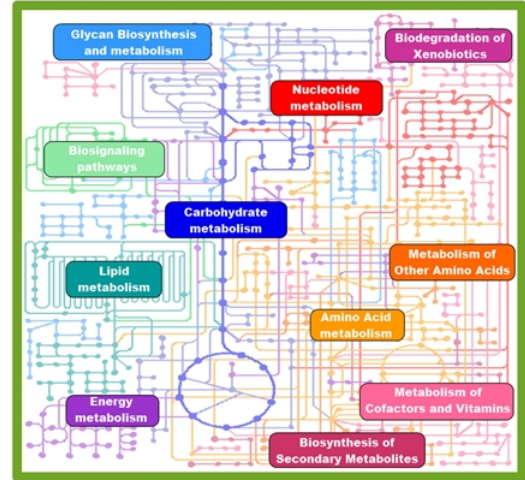 Glycan Biosynthesis
and metabolism
Biodegradation of
Xenobiotics
Nucleotide
metabolism
Biosignaling
pathways
Carbohydrate
metabolism
Lipid
metabolism
Metabolism of
Other Amino Acids
Amino Acid
metabolism
Energy
metabolism
Metabolism of
Cofactors and Vitamins
Biosynthesis of
Secondary Metabolites